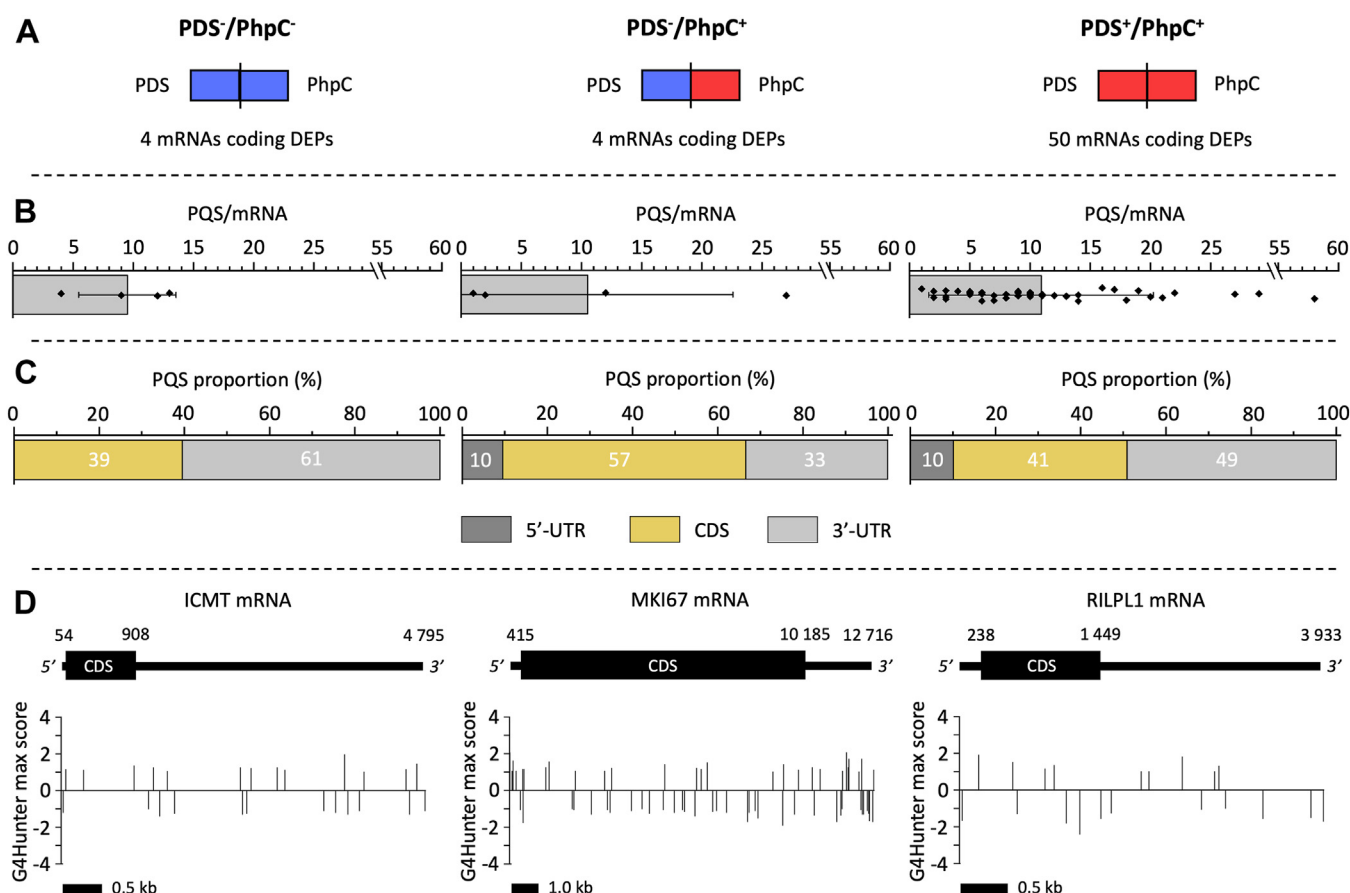 A
PDS⁻/PhpC⁻
PDS⁻/PhpC⁺
PDS⁺/PhpC⁺
PDS PhpC
PDS PhpC
PDS PhpC
4 mRNAs coding DEPs
4 mRNAs coding DEPs
50 mRNAs coding DEPs
B
PQS/mRNA
PQS/mRNA
PQS/mRNA
0 5 10 15 20 25 55 60
0 5 10 15 20 25 55 60
0 5 10 15 20 25 55 60
C
PQS proportion (%)
PQS proportion (%)
PQS proportion (%)
0 20 40 60 80 100
0 20 40 60 80 100
0 20 40 60 80 100
39 61
10 57 33
10 41 49
5’-UTR CDS 3’-UTR
D
ICMT mRNA
MKI67 mRNA
RILPL1 mRNA
54 908 4 795
415 10 185 12 716
238 1 449 3 933
5’ CDS 3’
5’ CDS 3’
5’ CDS 3’
G4Hunter max score
4
2
0
-2
-4
0.5 kb
G4Hunter max score
4
2
0
-2
-4
1.0 kb
G4Hunter max score
4
2
0
-2
-4
0.5 kb